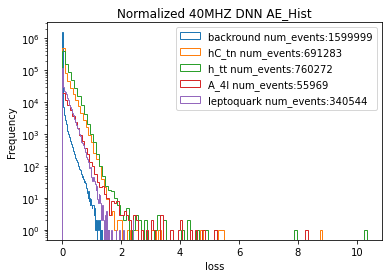 Normalized 40MHZ DNN AE_Hist
backround num_events:1599999
hC_tn num_events:691283
h_tt num_events:760272
A_4l num_events:55969
leptoquark num_events:340544
Frequency
10^6
10^5
10^4
10^3
10^2
10^1
10^0
0 2 4 6 8 10
loss